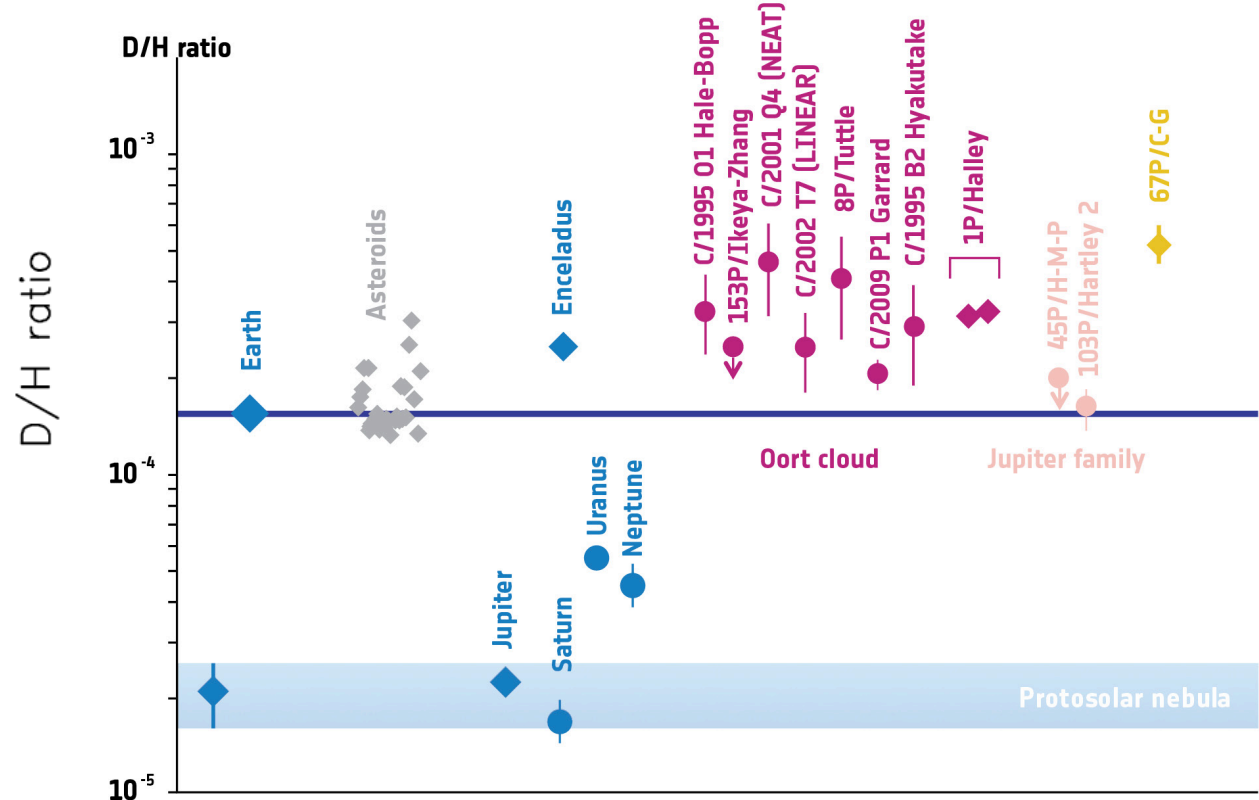 D/H ratio
D/H ratio
10-3
10-4
10-5
Earth
Asteroids
Jupiter
Saturn
Enceladus
Uranus
Neptune
C/1995 O1 Hale-Bopp
153P/Ikeya-Zhang
C/2001 Q4 (NEAT)
C/2002 T7 (LINEAR)
8P/Tuttle
C/2009 P1 Garrard
C/1995 B2 Hyakutake
1P/Halley
45P/H-M-P
103P/Hartley 2
67P/C-G
Oort cloud
Jupiter family
Protosolar nebula